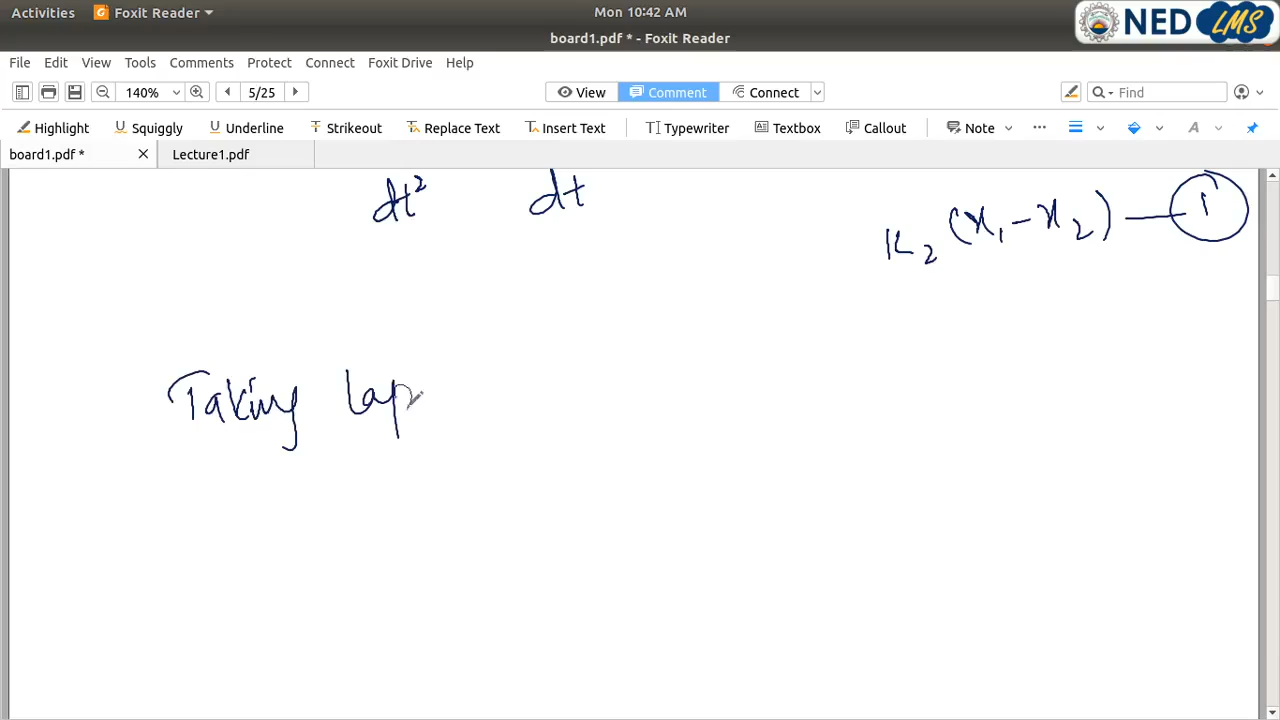 Activities Foxit Reader Mon 10:42 AM
NED LMS
board1.pdf * - Foxit Reader
File Edit View Tools Comments Protect Connect Foxit Drive Help
140% 5/25 View Comment Connect Find
Highlight Squiggly Underline Strikeout Replace Text Insert Text Typewriter Textbox Callout Note ...
board1.pdf * Lecture1.pdf
dt² dt
K₂ (x₁ - x₂) — 1
Taking lap